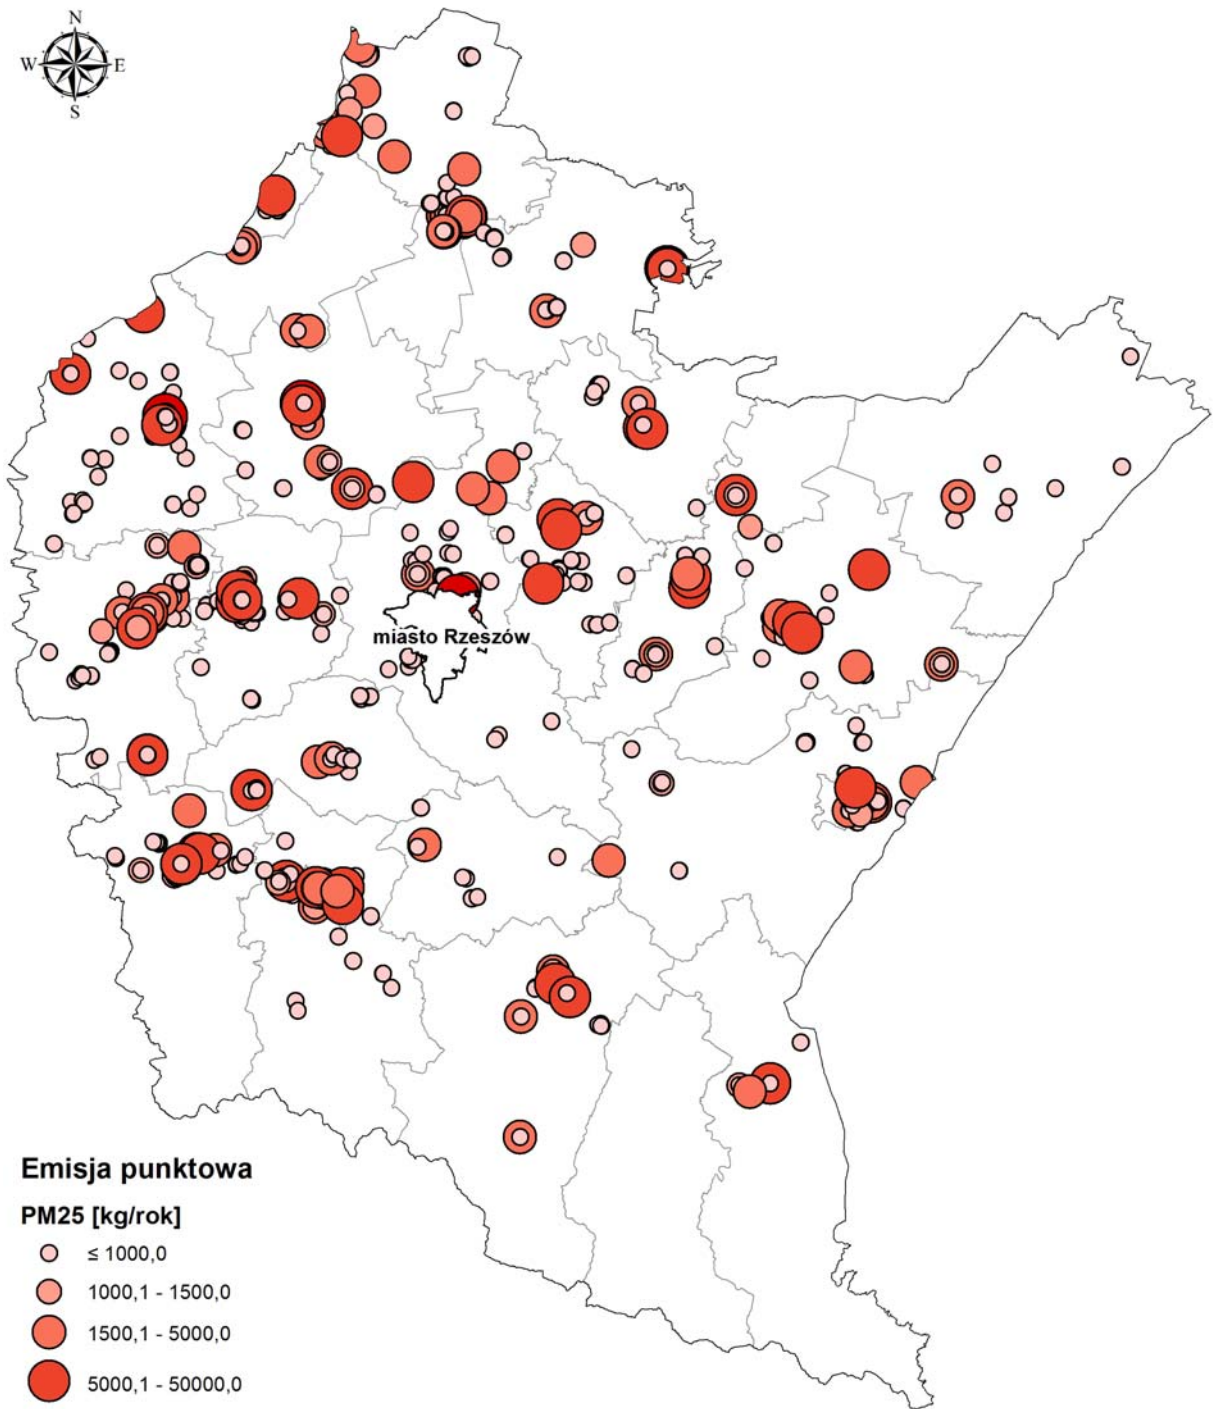 N
W E
S
miasto Rzeszów
Emisja punktowa
PM25 [kg/rok]
≤ 1000,0
1000,1 - 1500,0
1500,1 - 5000,0
5000,1 - 50000,0